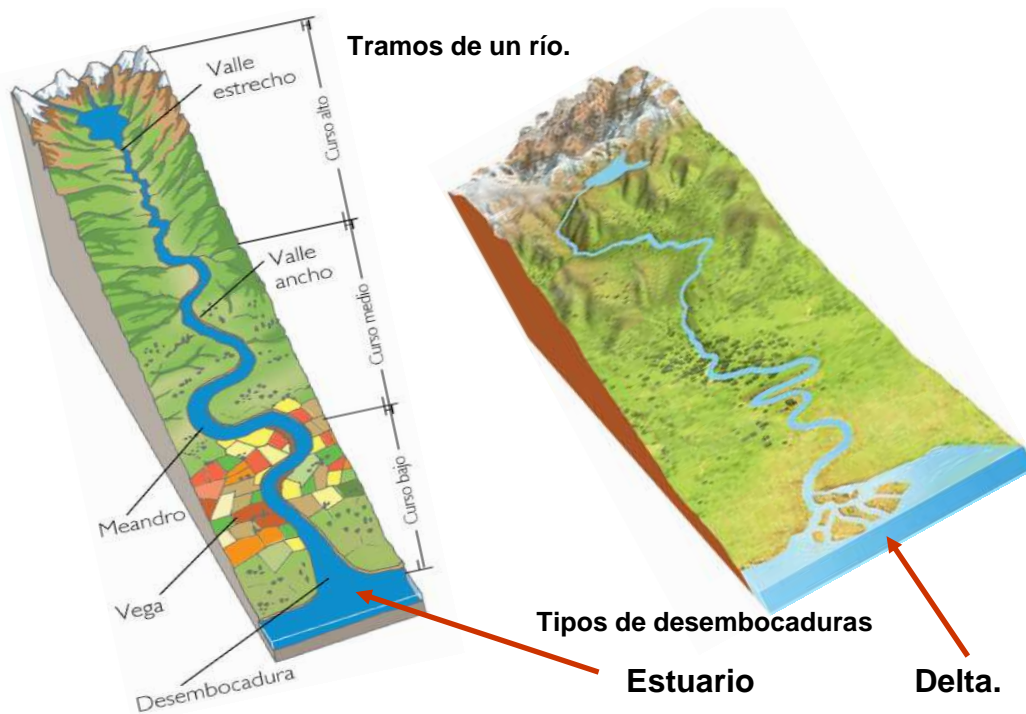 Tramos de un río.
Valle
estrecho
Curso alto
Valle
ancho
Curso medio
Meandro
Curso bajo
Vega
Desembocadura
Tipos de desembocaduras
Estuario
Delta.